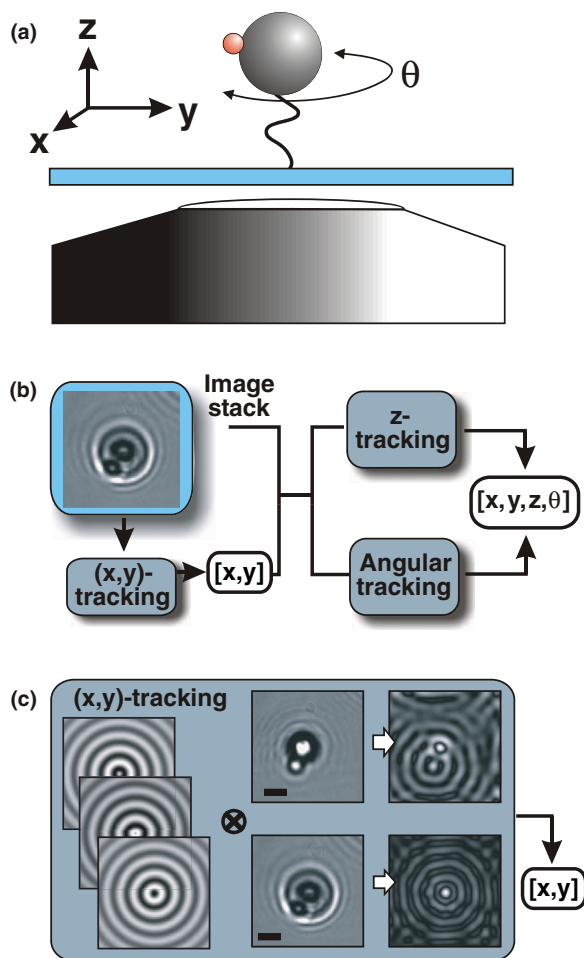 (a)
z
x
y
θ
(b)
Image
stack
z-
tracking
[x,y,z,θ]
(x,y)-
tracking
[x,y]
Angular
tracking
(c)
(x,y)-tracking
[x,y]